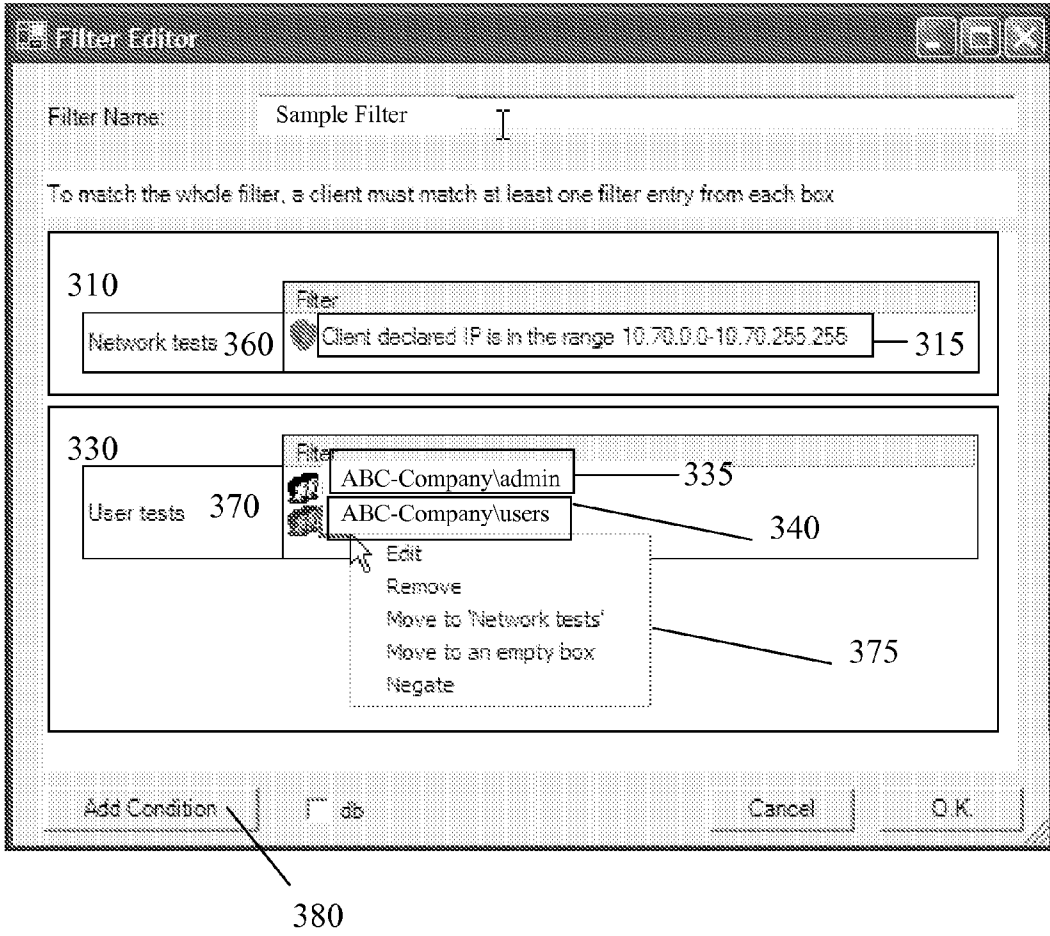 Filter Editor
Filter Name: Sample Filter
To match the whole filter, a client must match at least one filter entry from each box
310
Filter
Network tests 360 Client declared IP is in the range 10.70.0.0-10.70.255.255 315
330
Filter
ABC-Company\admin 335
User tests 370 ABC-Company\users 340
Edit
Remove
Move to 'Network tests'
Move to an empty box 375
Negate
Add Condition db Cancel O.K.
380